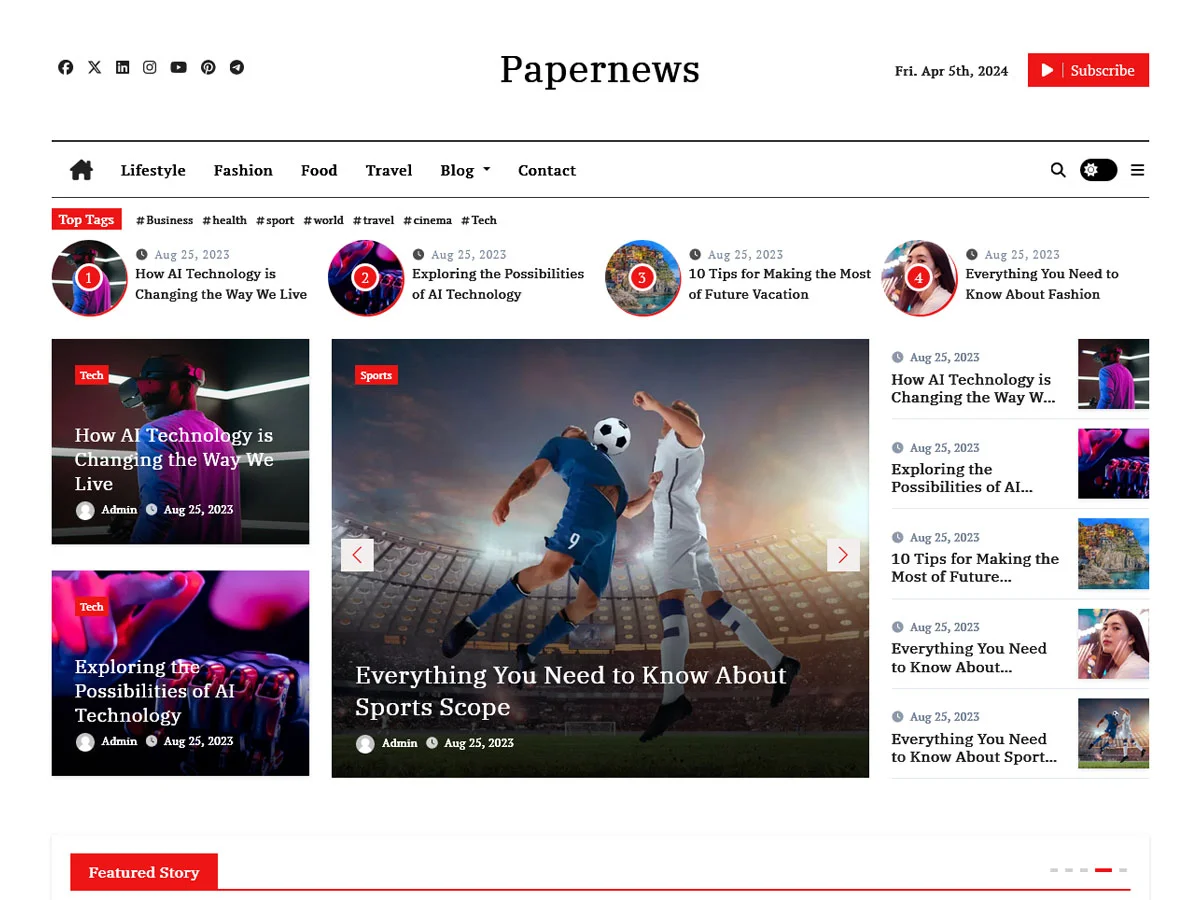 Papernews
Fri. Apr 5th, 2024
Subscribe
Lifestyle Fashion Food Travel Blog Contact
Top Tags #Business #health #sport #world #travel #cinema #Tech
1
Aug 25, 2023
How AI Technology is
Changing the Way We Live
2
Aug 25, 2023
Exploring the Possibilities
of AI Technology
3
Aug 25, 2023
10 Tips for Making the Most
of Future Vacation
4
Aug 25, 2023
Everything You Need to
Know About Fashion
Tech
How AI Technology is
Changing the Way We
Live
Admin Aug 25, 2023
Tech
Exploring the
Possibilities of AI
Technology
Admin Aug 25, 2023
Sports
9
Everything You Need to Know About
Sports Scope
Admin Aug 25, 2023
Aug 25, 2023
How AI Technology is
Changing the Way W...
Aug 25, 2023
Exploring the
Possibilities of AI...
Aug 25, 2023
10 Tips for Making the
Most of Future...
Aug 25, 2023
Everything You Need
to Know About...
Aug 25, 2023
Everything You Need
to Know About Sport...
Featured Story